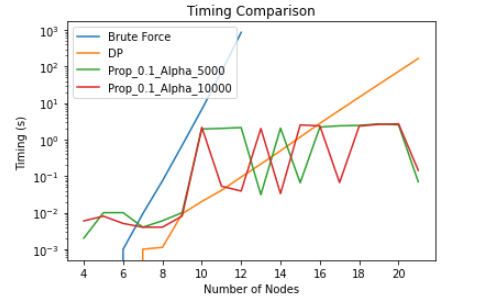 Timing Comparison
Brute Force
DP
Prop_0.1_Alpha_5000
Prop_0.1_Alpha_10000
10³
10²
10¹
10⁰
10⁻¹
10⁻²
10⁻³
Timing (s)
4 6 8 10 12 14 16 18 20
Number of Nodes